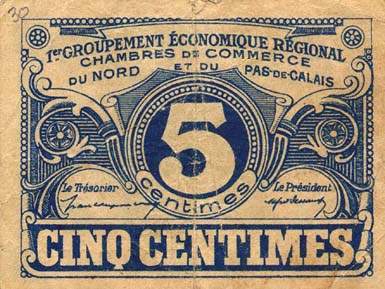 30
1er GROUPEMENT ÉCONOMIQUE RÉGIONAL
CHAMBRES DE COMMERCE
DU NORD ET DU PAS-DE-CALAIS
5
centimes
Le Trésorier Le Président
CINQ CENTIMES